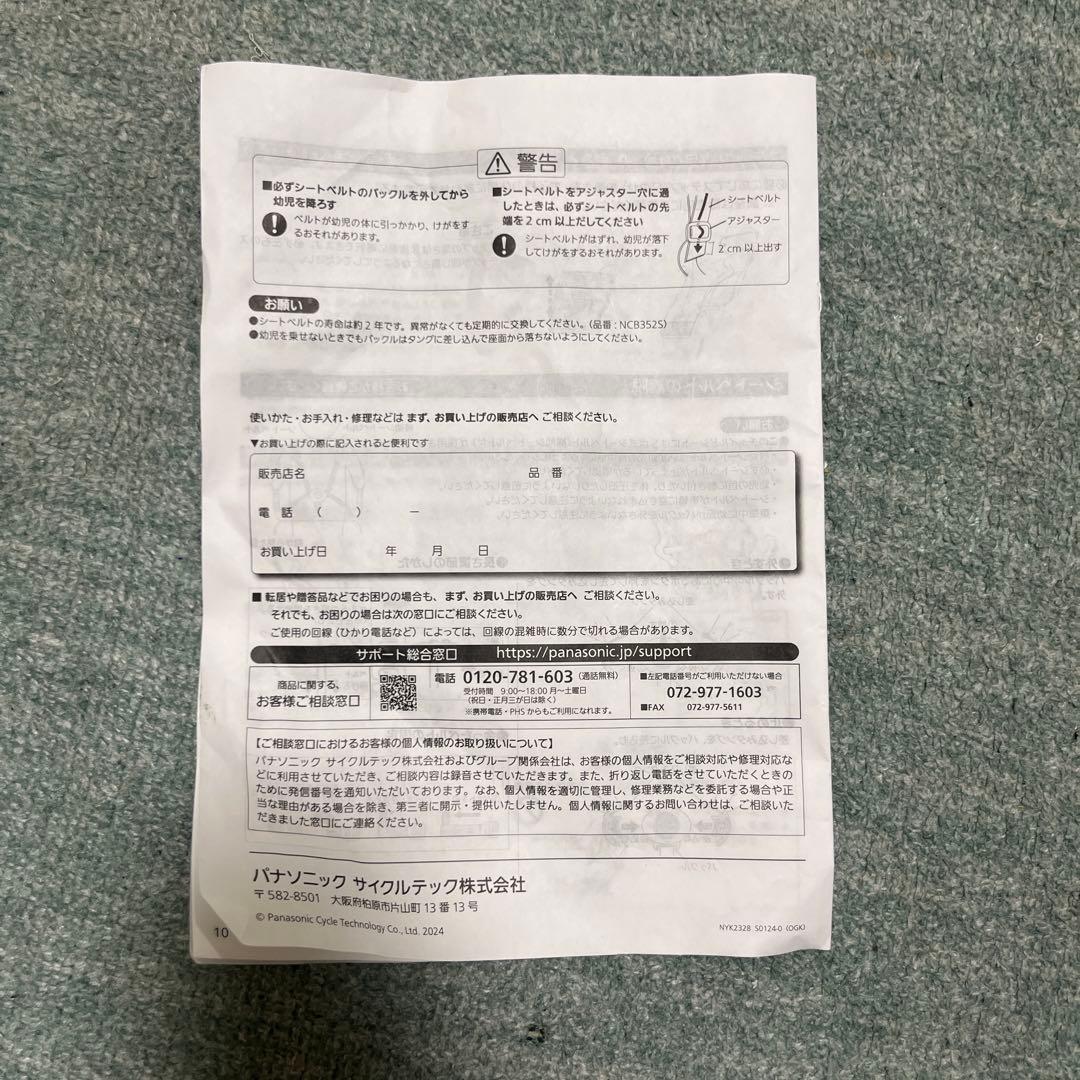 警告
■必ずシートベルトのバックルを外してから
幼児を降ろす
ベルトが幼児の体に引っかかり、けがをす
るおそれがあります。
■シートベルトをアジャスター穴に通
したときは、必ずシートベルトの先
端を2cm以上だしてください
シートベルトがはずれ、幼児が落下
してけがをするおそれがあります。
シートベルト
アジャスター
2cm以上出す
お願い
●シートベルトの寿命は約2年です。異常がなくても定期的に交換してください。（品番：NCB352S）
●幼児を乗せないときでもバックルはタングに差し込んで座面から落ちないようにしてください。
使いかた・お手入れ・修理などは まず、お買い上げの販売店へ ご相談ください。
▼お買い上げの際に記入されると便利です
販売店名 品 番
電 話 （ ） ー
お買い上げ日 年 月 日
■ 転居や贈答品などでお困りの場合も、まず、お買い上げの販売店へ ご相談ください。
それでも、お困りの場合は次の窓口にご相談ください。
ご使用の回線（ひかり電話など）によっては、回線の混雑時に数分で切れる場合があります。
サポート総合窓口 https://panasonic.jp/support
商品に関する、
お客様ご相談窓口
電話 0120-781-603（通話無料）
受付時間 9:00～18:00 月～土曜日
（祝日・正月三が日は除く）
※携帯電話・PHSからもご利用になれます。
■左記電話番号がご利用いただけない場合
072-977-1603
■FAX 072-977-5611
【ご相談窓口におけるお客様の個人情報のお取り扱いについて】
パナソニック サイクルテック株式会社およびグループ関係会社は、お客様の個人情報をご相談対応や修理対応な
どに利用させていただき、ご相談内容は録音させていただきます。また、折り返し電話をさせていただくときの
ために発信番号を通知いただいております。なお、個人情報を適切に管理し、修理業務などを委託する場合や正
当な理由がある場合を除き、第三者に開示・提供いたしません。個人情報に関するお問い合わせは、ご相談いた
だきました窓口にご連絡ください。
パナソニック サイクルテック株式会社
〒582-8501 大阪府柏原市片山町13番13号
© Panasonic Cycle Technology Co., Ltd. 2024
10
NYK2328 S0124-0 (OGK)